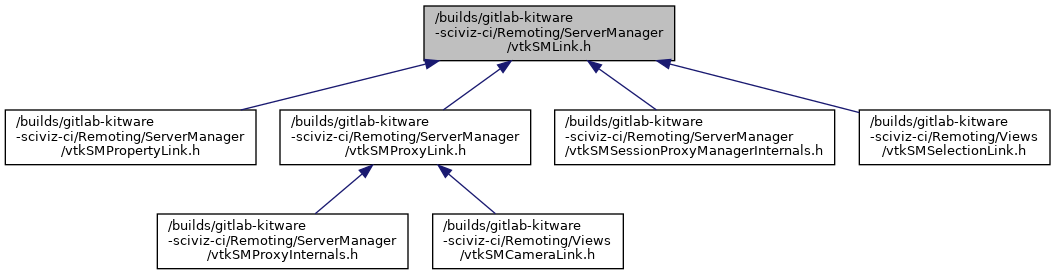 /builds/gitlab-kitware
-sciviz-ci/Remoting/ServerManager
/vtkSMLink.h
/builds/gitlab-kitware
-sciviz-ci/Remoting/ServerManager
/vtkSMPropertyLink.h
/builds/gitlab-kitware
-sciviz-ci/Remoting/ServerManager
/vtkSMProxyLink.h
/builds/gitlab-kitware
-sciviz-ci/Remoting/ServerManager
/vtkSMSessionProxyManagerInternals.h
/builds/gitlab-kitware
-sciviz-ci/Remoting/Views
/vtkSMSelectionLink.h
/builds/gitlab-kitware
-sciviz-ci/Remoting/ServerManager
/vtkSMProxyInternals.h
/builds/gitlab-kitware
-sciviz-ci/Remoting/Views
/vtkSMCameraLink.h